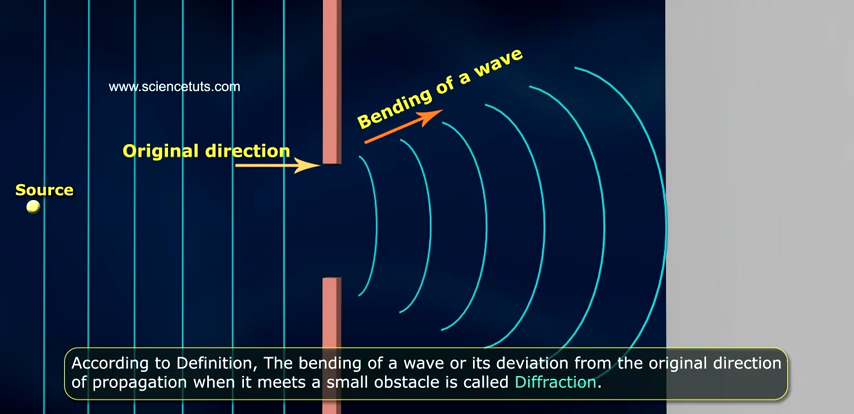 www.sciencetuts.com
Bending of a wave
Original direction
Source
According to Definition, The bending of a wave or its deviation from the original direction
of propagation when it meets a small obstacle is called Diffraction.